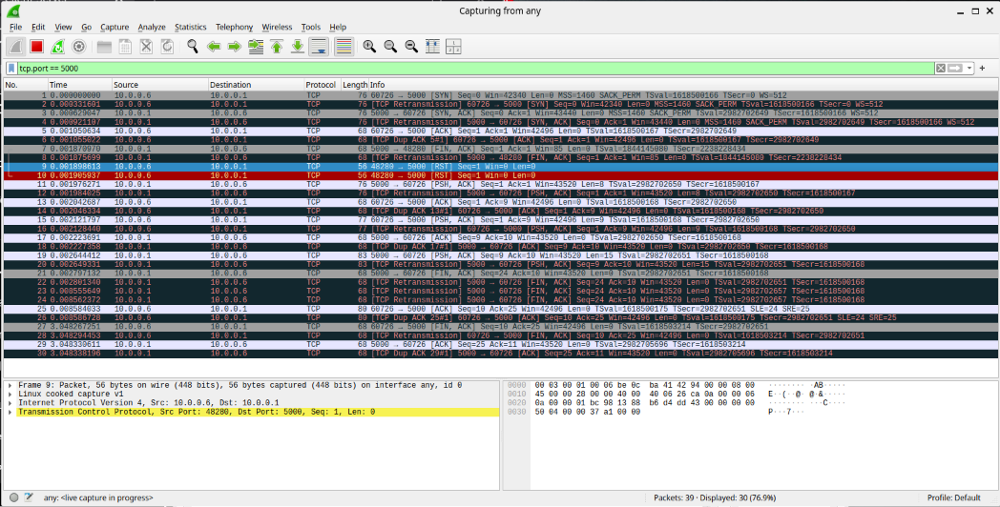 Capturing from any
File Edit View Go Capture Analyze Statistics Telephony Wireless Tools Help
tcp.port == 5000
No. Time Source Destination Protocol Length Info
1 0.000000000 10.0.0.6 10.0.0.1 TCP 76 60726 → 5000 [SYN] Seq=0 Win=42340 Len=0 MSS=1460 SACK_PERM TSval=1618500166 TSecr=0 WS=512
2 0.000331601 10.0.0.6 10.0.0.1 TCP 76 [TCP Retransmission] 60726 → 5000 [SYN] Seq=0 Win=42340 Len=0 MSS=1460 SACK_PERM TSval=1618500166 TSecr=0 WS=512
3 0.000629047 10.0.0.1 10.0.0.6 TCP 76 5000 → 60726 [SYN, ACK] Seq=0 Ack=1 Win=43440 Len=0 MSS=1460 SACK_PERM TSval=2982702649 TSecr=1618500166 WS=512
4 0.000921107 10.0.0.1 10.0.0.6 TCP 76 [TCP Retransmission] 5000 → 60726 [SYN, ACK] Seq=0 Ack=1 Win=43440 Len=0 MSS=1460 SACK_PERM TSval=2982702649 TSecr=1618500166 WS=512
5 0.001050634 10.0.0.6 10.0.0.1 TCP 68 60726 → 5000 [ACK] Seq=1 Ack=1 Win=42496 Len=0 TSval=1618500167 TSecr=2982702649
6 0.001055022 10.0.0.6 10.0.0.1 TCP 68 [TCP Dup ACK 5#1] 60726 → 5000 [ACK] Seq=1 Ack=1 Win=42496 Len=0 TSval=1618500167 TSecr=2982702649
7 0.001870970 10.0.0.1 10.0.0.6 TCP 68 5000 → 48280 [FIN, ACK] Seq=1 Ack=1 Win=85 Len=0 TSval=1844145080 TSecr=2238228434
8 0.001875699 10.0.0.1 10.0.0.6 TCP 68 [TCP Retransmission] 5000 → 48280 [FIN, ACK] Seq=1 Ack=1 Win=85 Len=0 TSval=1844145080 TSecr=2238228434
9 0.001898613 10.0.0.6 10.0.0.1 TCP 56 48280 → 5000 [RST] Seq=1 Win=0 Len=0
10 0.001905937 10.0.0.6 10.0.0.1 TCP 56 48280 → 5000 [RST] Seq=1 Win=0 Len=0
11 0.001976271 10.0.0.1 10.0.0.6 TCP 76 5000 → 60726 [PSH, ACK] Seq=1 Ack=1 Win=43520 Len=8 TSval=2982702650 TSecr=1618500167
12 0.001984025 10.0.0.1 10.0.0.6 TCP 76 [TCP Retransmission] 5000 → 60726 [PSH, ACK] Seq=1 Ack=1 Win=43520 Len=8 TSval=2982702650 TSecr=1618500167
13 0.002042687 10.0.0.6 10.0.0.1 TCP 68 60726 → 5000 [ACK] Seq=1 Ack=9 Win=42496 Len=0 TSval=1618500168 TSecr=2982702650
14 0.002046334 10.0.0.6 10.0.0.1 TCP 68 [TCP Dup ACK 13#1] 60726 → 5000 [ACK] Seq=1 Ack=9 Win=42496 Len=0 TSval=1618500168 TSecr=2982702650
15 0.002121797 10.0.0.6 10.0.0.1 TCP 77 60726 → 5000 [PSH, ACK] Seq=1 Ack=9 Win=42496 Len=9 TSval=1618500168 TSecr=2982702650
16 0.002128440 10.0.0.6 10.0.0.1 TCP 77 [TCP Retransmission] 60726 → 5000 [PSH, ACK] Seq=1 Ack=9 Win=42496 Len=9 TSval=1618500168 TSecr=2982702650
17 0.002223691 10.0.0.1 10.0.0.6 TCP 68 5000 → 60726 [ACK] Seq=9 Ack=10 Win=43520 Len=0 TSval=2982702650 TSecr=1618500168
18 0.002227358 10.0.0.1 10.0.0.6 TCP 68 [TCP Dup ACK 17#1] 5000 → 60726 [ACK] Seq=9 Ack=10 Win=43520 Len=0 TSval=2982702650 TSecr=1618500168
19 0.002644412 10.0.0.1 10.0.0.6 TCP 83 5000 → 60726 [PSH, ACK] Seq=9 Ack=10 Win=43520 Len=15 TSval=2982702651 TSecr=1618500168
20 0.002649331 10.0.0.1 10.0.0.6 TCP 83 [TCP Retransmission] 5000 → 60726 [PSH, ACK] Seq=9 Ack=10 Win=43520 Len=15 TSval=2982702651 TSecr=1618500168
21 0.002797132 10.0.0.1 10.0.0.6 TCP 68 5000 → 60726 [FIN, ACK] Seq=24 Ack=10 Win=43520 Len=0 TSval=2982702651 TSecr=1618500168
22 0.002801340 10.0.0.1 10.0.0.6 TCP 68 [TCP Retransmission] 5000 → 60726 [FIN, ACK] Seq=24 Ack=10 Win=43520 Len=0 TSval=2982702651 TSecr=1618500168
23 0.008555649 10.0.0.1 10.0.0.6 TCP 68 [TCP Retransmission] 5000 → 60726 [FIN, ACK] Seq=24 Ack=10 Win=43520 Len=0 TSval=2982702657 TSecr=1618500168
24 0.008562372 10.0.0.1 10.0.0.6 TCP 68 [TCP Retransmission] 5000 → 60726 [FIN, ACK] Seq=24 Ack=10 Win=43520 Len=0 TSval=2982702657 TSecr=1618500168
25 0.008584033 10.0.0.6 10.0.0.1 TCP 80 60726 → 5000 [ACK] Seq=10 Ack=25 Win=42496 Len=0 TSval=1618500175 TSecr=2982702651 SLE=24 SRE=25
26 0.008586728 10.0.0.6 10.0.0.1 TCP 80 [TCP Dup ACK 25#1] 60726 → 5000 [ACK] Seq=10 Ack=25 Win=42496 Len=0 TSval=1618500175 TSecr=2982702651 SLE=24 SRE=25
27 3.048267251 10.0.0.6 10.0.0.1 TCP 68 60726 → 5000 [FIN, ACK] Seq=10 Ack=25 Win=42496 Len=0 TSval=1618503214 TSecr=2982702651
28 3.048294453 10.0.0.6 10.0.0.1 TCP 68 [TCP Retransmission] 60726 → 5000 [FIN, ACK] Seq=10 Ack=25 Win=42496 Len=0 TSval=1618503214 TSecr=2982702651
29 3.048330611 10.0.0.1 10.0.0.6 TCP 68 5000 → 60726 [ACK] Seq=25 Ack=11 Win=43520 Len=0 TSval=2982705696 TSecr=1618503214
30 3.048338196 10.0.0.1 10.0.0.6 TCP 68 [TCP Dup ACK 29#1] 5000 → 60726 [ACK] Seq=25 Ack=11 Win=43520 Len=0 TSval=2982705696 TSecr=1618503214
Frame 9: Packet, 56 bytes on wire (448 bits), 56 bytes captured (448 bits) on interface any, id 0
Linux cooked capture v1
Internet Protocol Version 4, Src: 10.0.0.6, Dst: 10.0.0.1
Transmission Control Protocol, Src Port: 48280, Dst Port: 5000, Seq: 1, Len: 0
0000 00 03 00 01 00 06 be 0c ba 41 42 94 00 00 08 00 ········ ·AB·····
0010 45 00 00 28 00 00 40 00 40 06 26 ca 0a 00 00 06 E··(··@· @·&·····
0020 0a 00 00 01 bc 98 13 88 b6 d4 dd 43 00 00 00 00 ········ ···C····
0030 50 04 00 00 37 a1 00 00 P···7···
any: <live capture in progress>
Packets: 39 · Displayed: 30 (76.9%)
Profile: Default